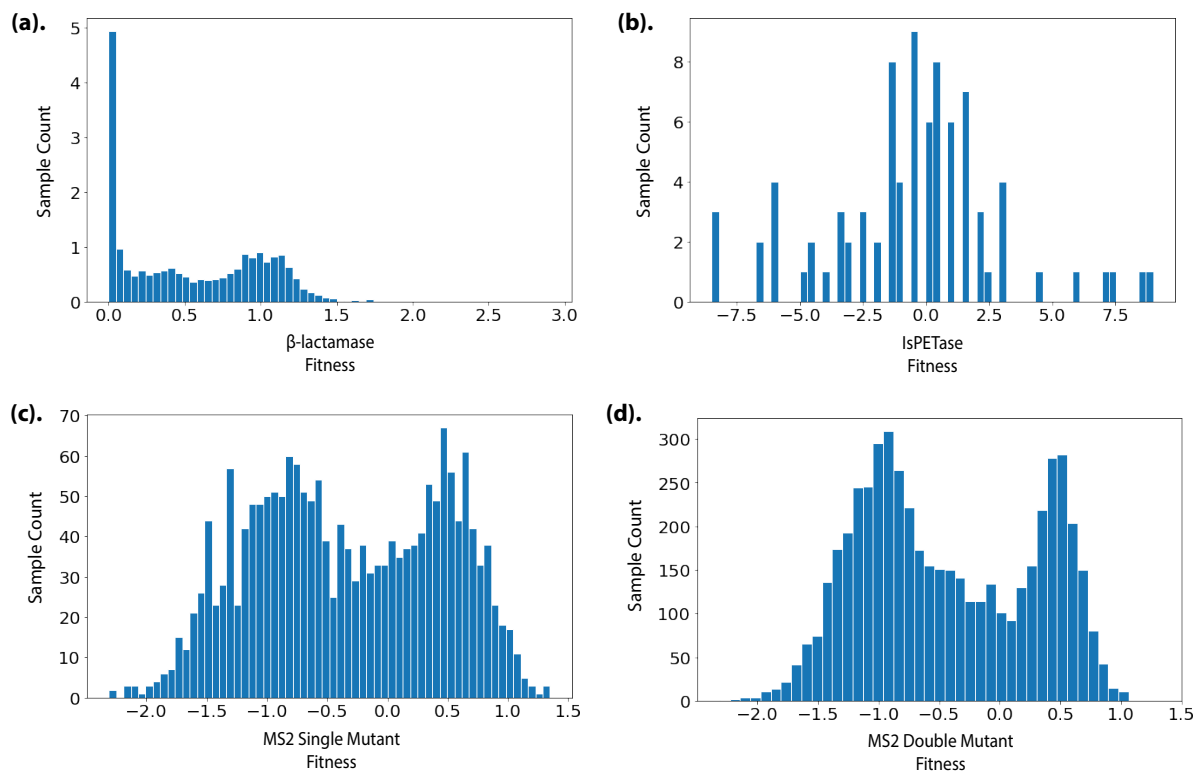 (a).
5
4
3
2
1
0
Sample Count
0.0 0.5 1.0 1.5 2.0 2.5 3.0
β-lactamase
Fitness
(b).
8
6
4
2
0
Sample Count
−7.5 −5.0 −2.5 0.0 2.5 5.0 7.5
IsPETase
Fitness
(c).
70
60
50
40
30
20
10
0
Sample Count
−2.0 −1.5 −1.0 −0.5 0.0 0.5 1.0 1.5
MS2 Single Mutant
Fitness
(d).
300
250
200
150
100
50
0
Sample Count
−2.0 −1.5 −1.0 −0.5 0.0 0.5 1.0 1.5
MS2 Double Mutant
Fitness